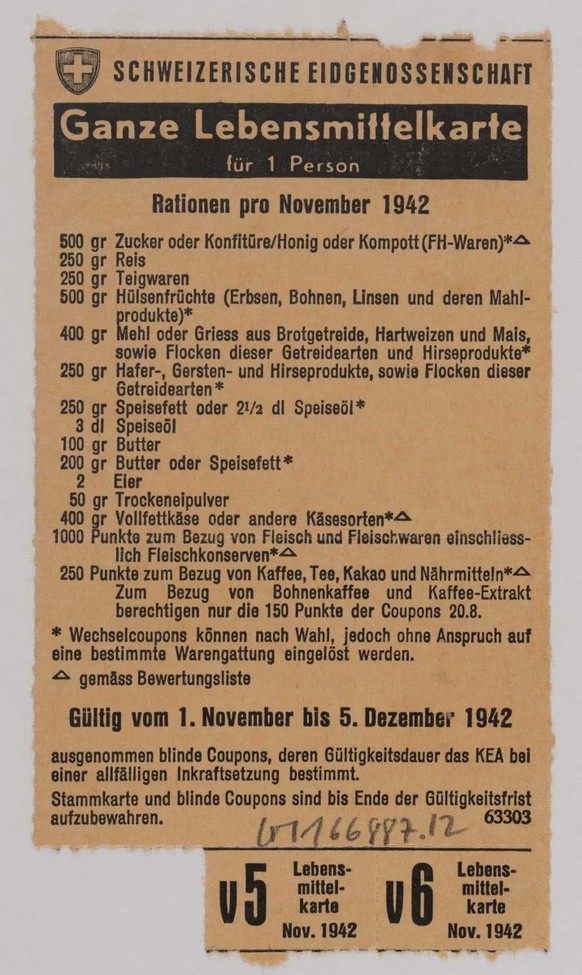 SCHWEIZERISCHE EIDGENOSSENSCHAFT
Ganze Lebensmittelkarte
für 1 Person
Rationen pro November 1942
500 gr Zucker oder Konfitüre/Honig oder Kompott (FH-Waren)*△
250 gr Reis
250 gr Teigwaren
500 gr Hülsenfrüchte (Erbsen, Bohnen, Linsen und deren Mahl-
produkte)*
400 gr Mehl oder Griess aus Brotgetreide, Hartweizen und Mais,
sowie Flocken dieser Getreidearten und Hirseprodukte*
250 gr Hafer-, Gersten- und Hirseprodukte, sowie Flocken dieser
Getreidearten*
250 gr Speisefett oder 2 1/2 dl Speiseöl*
3 dl Speiseöl
100 gr Butter
200 gr Butter oder Speisefett*
2 Eier
50 gr Trockeneipulver
400 gr Vollfettkäse oder andere Käsesorten*△
1000 Punkte zum Bezug von Fleisch und Fleischwaren einschliess-
lich Fleischkonserven*△
250 Punkte zum Bezug von Kaffee, Tee, Kakao und Nährmitteln*△
Zum Bezug von Bohnenkaffee und Kaffee-Extrakt
berechtigen nur die 150 Punkte der Coupons 20.8.
* Wechselcoupons können nach Wahl, jedoch ohne Anspruch auf
eine bestimmte Warengattung eingelöst werden.
△ gemäss Bewertungsliste
Gültig vom 1. November bis 5. Dezember 1942
ausgenommen blinde Coupons, deren Gültigkeitsdauer das KEA bei
einer allfälligen Inkraftsetzung bestimmt.
Stammkarte und blinde Coupons sind bis Ende der Gültigkeitsfrist
aufzubewahren. 63303
V5
Lebens-
mittel-
karte
Nov. 1942
V6
Lebens-
mittel-
karte
Nov. 1942